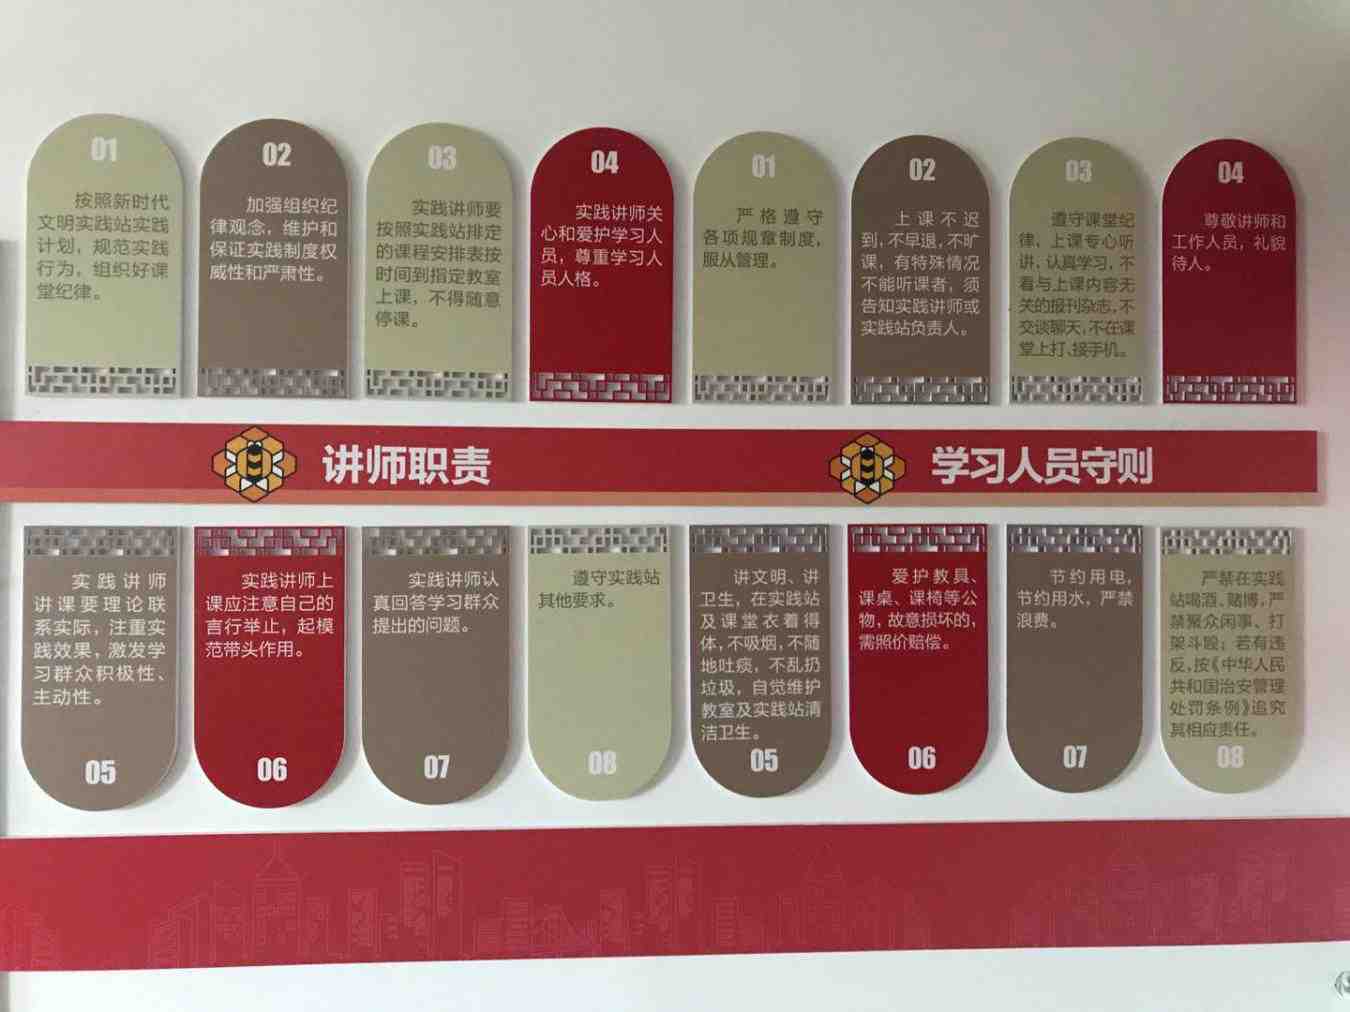 01
按照新时代
文明实践站实践
计划，规范实践
行为，组织好课
堂纪律。
02
加强组织纪
律观念，维护和
保证实践制度权
威性和严肃性。
03
实践讲师要
按照实践站排定
的课程安排表按
时间到指定教室
上课，不得随意
停课。
04
实践讲师关
心和爱护学习人
员，尊重学习人
员人格。
01
严格遵守
各项规章制度，
服从管理。
02
上课不迟
到，不早退，不旷
课，有特殊情况
不能听课者，须
告知实践讲师或
实践站负责人。
03
遵守课堂纪
律，上课专心听
讲，认真学习，不
看与上课内容无
关的报刊杂志，不
交谈聊天，不在课
堂上打、接手机。
04
尊敬讲师和
工作人员，礼貌
待人。
讲师职责
学习人员守则
实践讲师
讲课要理论联
系实际，注重实
践效果，激发学
习群众积极性、
主动性。
05
实践讲师上
课应注意自己的
言行举止，起模
范带头作用。
06
实践讲师认
真回答学习群众
提出的问题。
07
遵守实践站
其他要求。
08
讲文明、讲
卫生，在实践站
及课堂衣着得
体，不吸烟，不随
地吐痰，不乱扔
垃圾，自觉维护
教室及实践站清
洁卫生。
05
爱护教具、
课桌、课椅等公
物，故意损坏的，
需照价赔偿。
06
节约用电，
节约用水，严禁
浪费。
07
严禁在实践
站喝酒、赌博，严
禁聚众闲事、打
架斗殴；若有违
反，按《中华人民
共和国治安管理
处罚条例》追究
其相应责任。
08